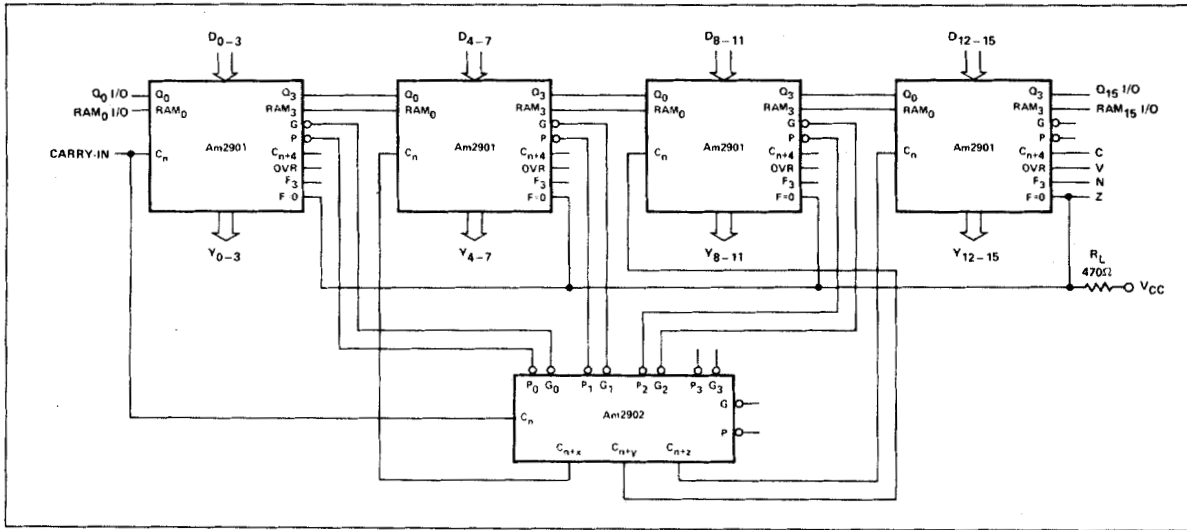 D0–3 D4–7 D8–11 D12–15
Q0 I/O Q0 Q3 Q0 Q3 Q0 Q3 Q0 Q3 Q15 I/O
RAM0 I/O RAM0 RAM3 RAM0 RAM3 RAM0 RAM3 RAM0 RAM3 RAM15 I/O
G G G G
P P P P
CARRY-IN Cn Am2901 Cn+4 Cn Am2901 Cn+4 Cn Am2901 Cn+4 Cn Am2901 Cn+4 C
OVR OVR OVR OVR V
F3 F3 F3 F3 N
F=0 F=0 F=0 F=0 Z
Y0–3 Y4–7 Y8–11 Y12–15
RL
470Ω
VCC
P0 G0 P1 G1 P2 G2 P3 G3
G
Cn Am2902
P
Cn+x Cn+y Cn+z